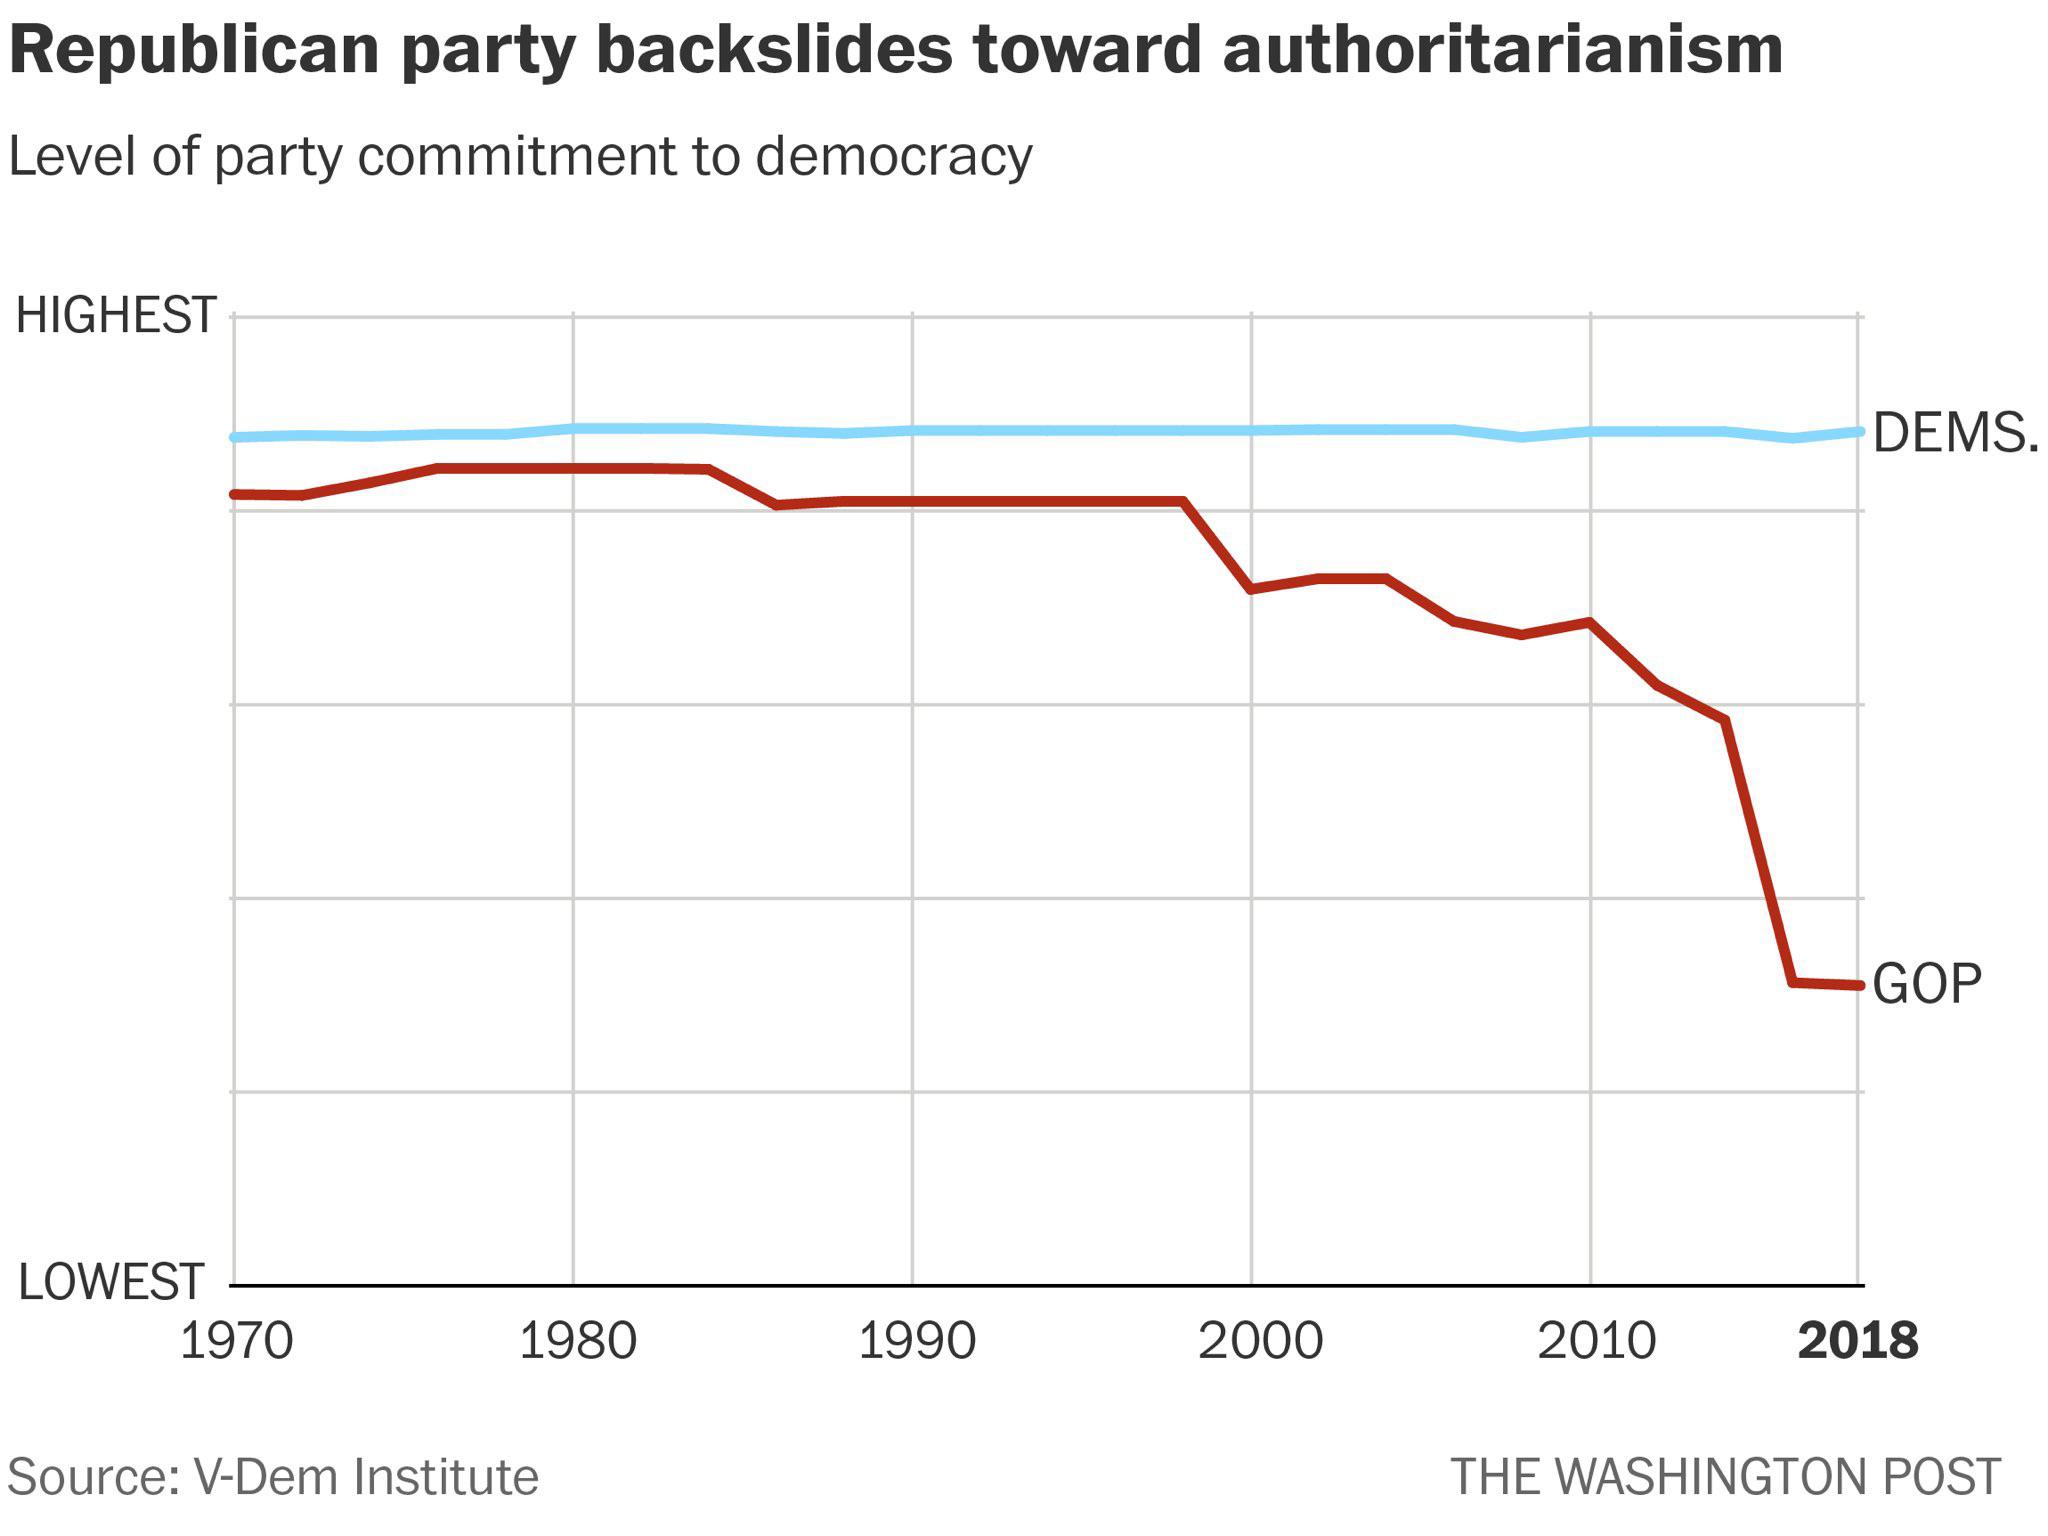 Republican party backslides toward authoritarianism
Level of party commitment to democracy
HIGHEST
DEMS.
GOP
LOWEST
1970 1980 1990 2000 2010 2018
Source: V-Dem Institute THE WASHINGTON POST